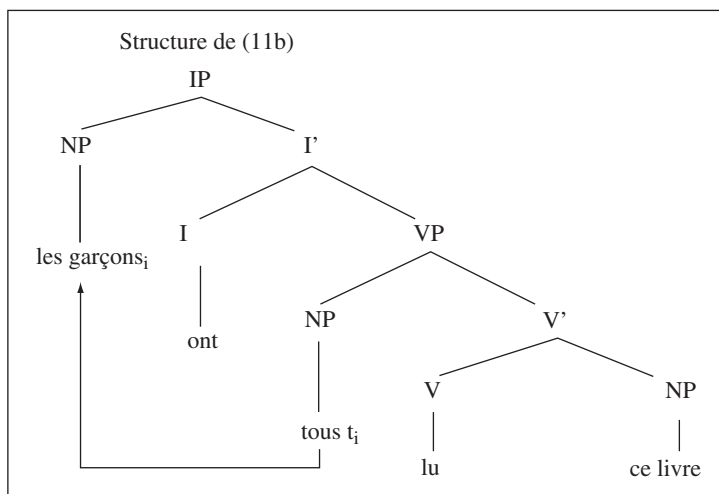 Structure de (11b)
IP
NP I’
I VP
les garçonsᵢ
NP V’
ont
V NP
tous tᵢ
lu ce livre